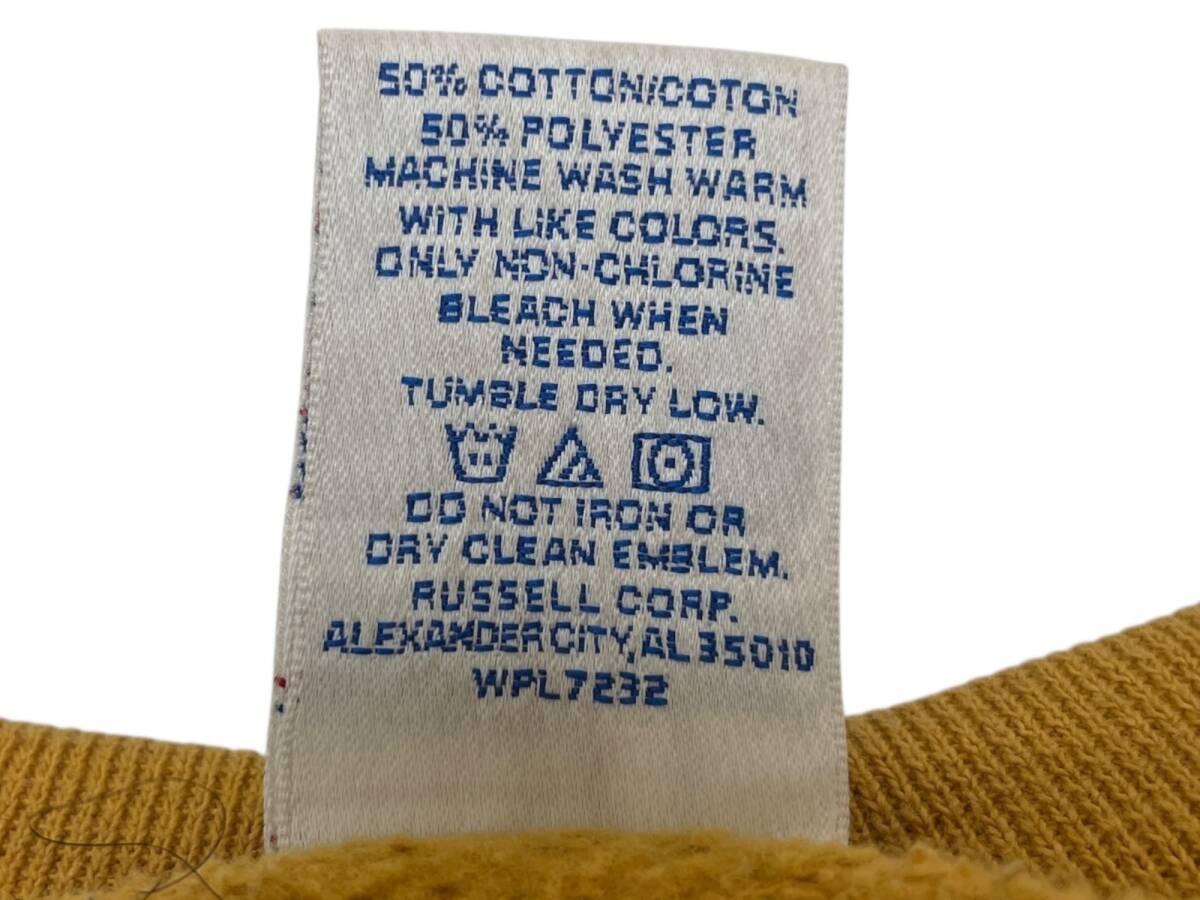 50% COTTON/COTON
50% POLYESTER
MACHINE WASH WARM
WITH LIKE COLORS.
ONLY NON-CHLORINE
BLEACH WHEN
NEEDED.
TUMBLE DRY LOW.
DO NOT IRON OR
DRY CLEAN EMBLEM.
RUSSELL CORP.
ALEXANDER CITY, AL 35010
WPL7232